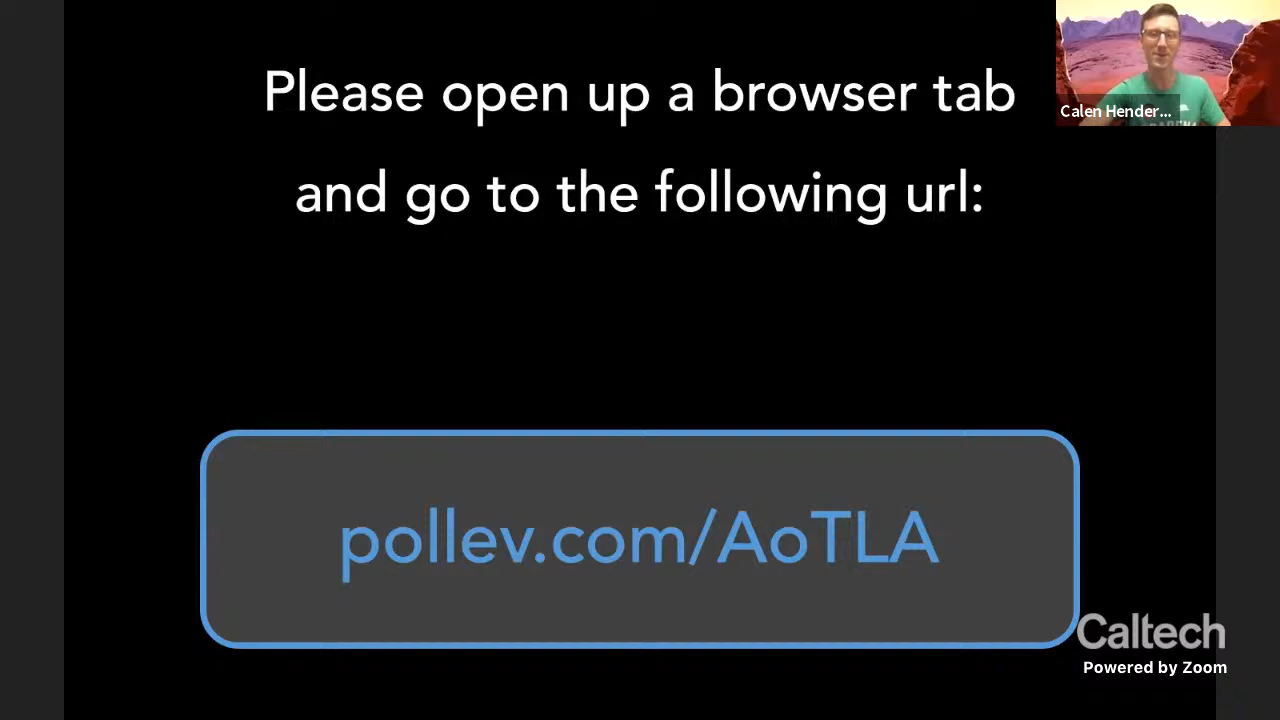 Please open up a browser tab
and go to the following url:
Calen Hender...
pollev.com/AoTLA
Caltech
Powered by Zoom